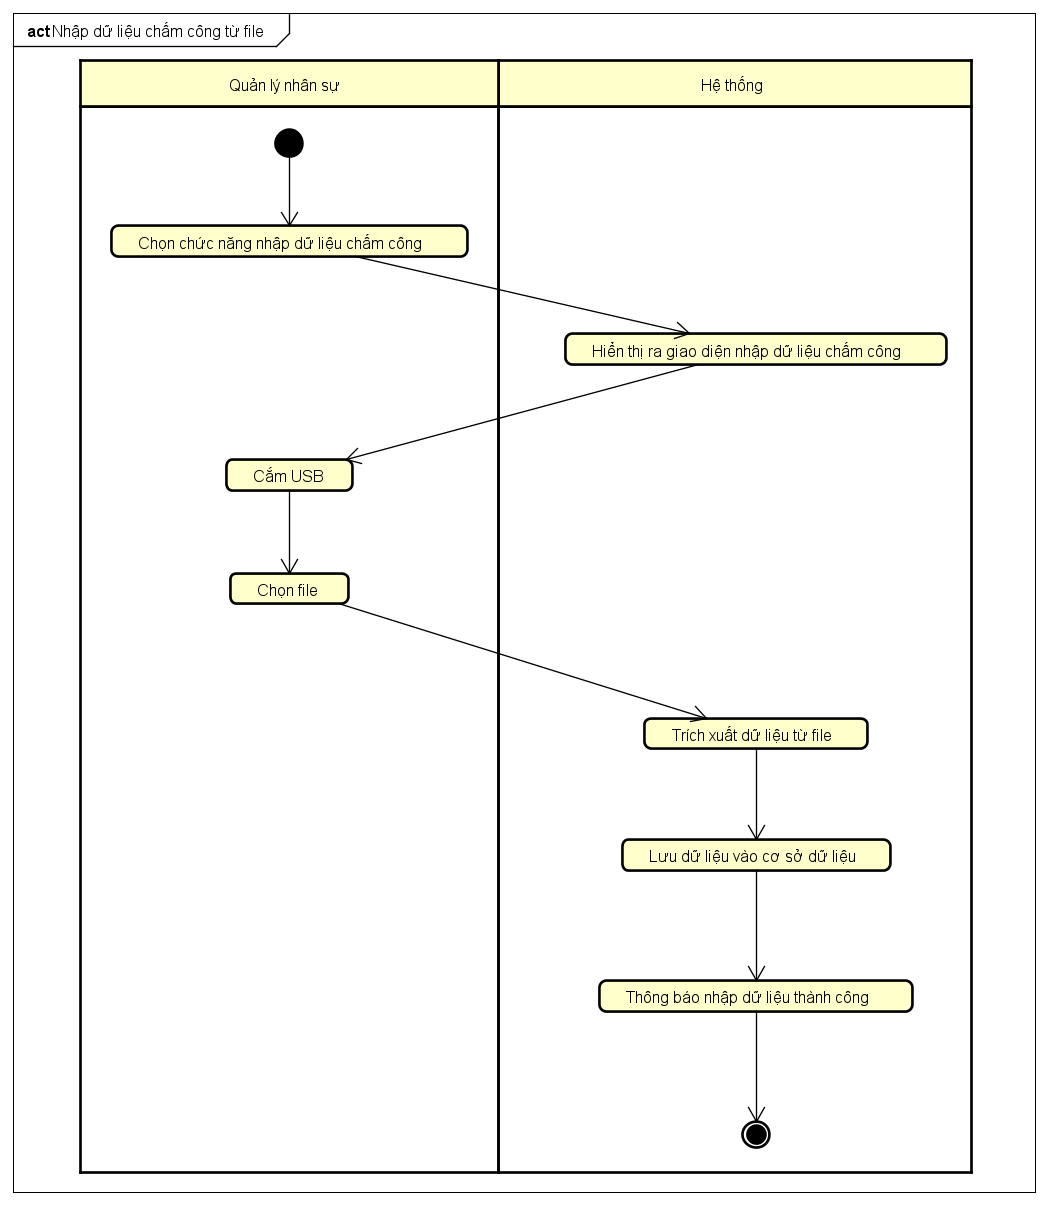 act Nhập dữ liệu chấm công từ file
Quản lý nhân sự
Hệ thống
Chọn chức năng nhập dữ liệu chấm công
Hiển thị ra giao diện nhập dữ liệu chấm công
Cắm USB
Chọn file
Trích xuất dữ liệu từ file
Lưu dữ liệu vào cơ sở dữ liệu
Thông báo nhập dữ liệu thành công